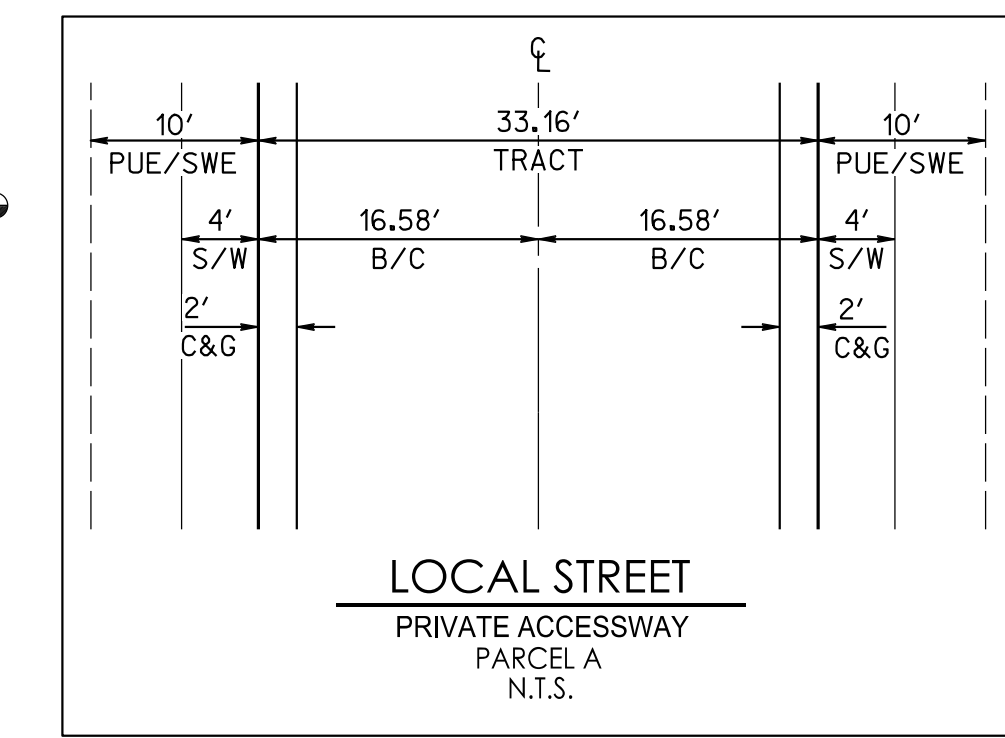 ℄
10′ 33.16′ 10′
PUE/SWE TRACT PUE/SWE
4′ 16.58′ 16.58′ 4′
S/W B/C B/C S/W
2′ 2′
C&G C&G
LOCAL STREET
PRIVATE ACCESSWAY
PARCEL A
N.T.S.